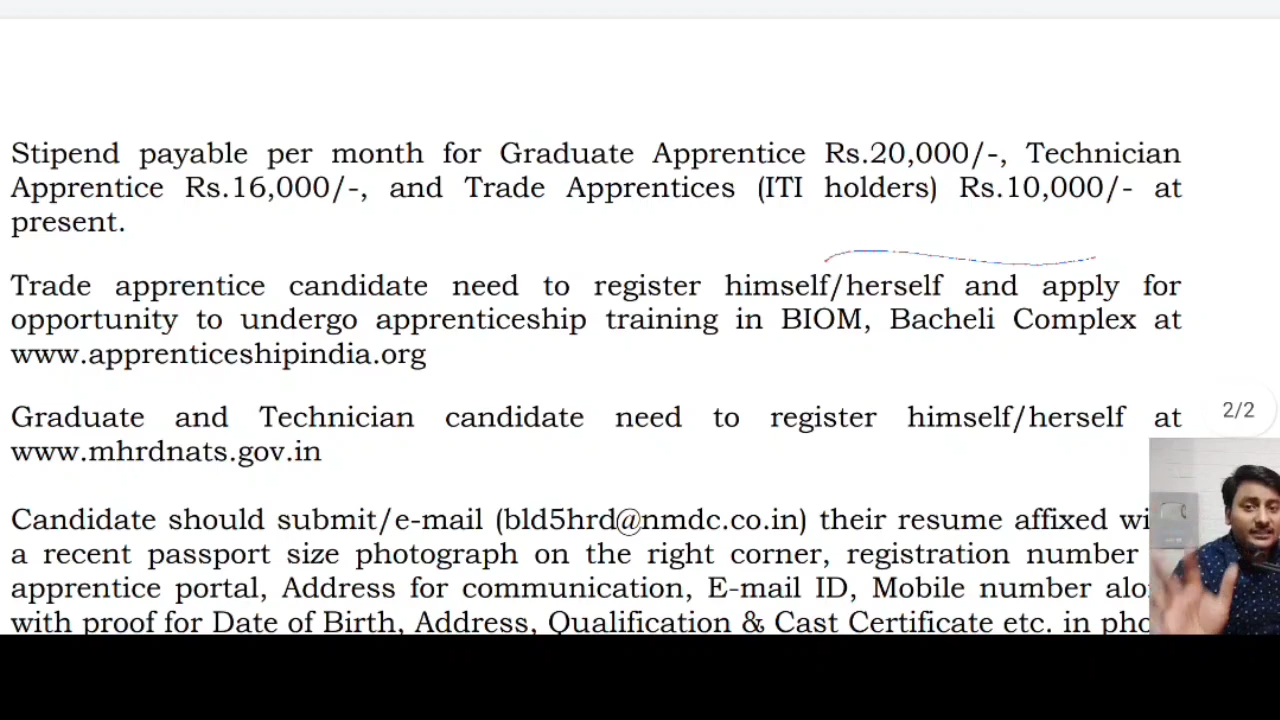 Stipend payable per month for Graduate Apprentice Rs.20,000/-, Technician
Apprentice Rs.16,000/-, and Trade Apprentices (ITI holders) Rs.10,000/- at
present.
Trade apprentice candidate need to register himself/herself and apply for
opportunity to undergo apprenticeship training in BIOM, Bacheli Complex at
www.apprenticeshipindia.org
Graduate and Technician candidate need to register himself/herself at
www.mhrdnats.gov.in
2/2
Candidate should submit/e-mail (bld5hrd@nmdc.co.in) their resume affixed wi
a recent passport size photograph on the right corner, registration number
apprentice portal, Address for communication, E-mail ID, Mobile number alo
with proof for Date of Birth, Address, Qualification & Cast Certificate etc. in pho